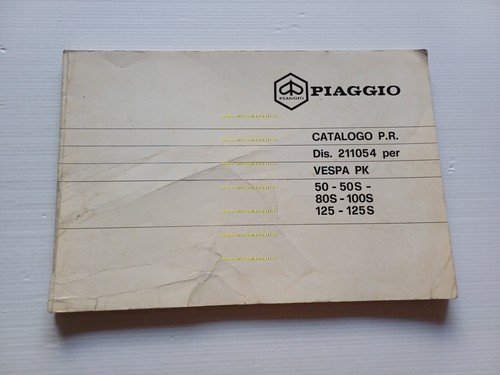 PIAGGIO
PIAGGIO
CATALOGO P.R.
Dis. 211054 per
VESPA PK
50 - 50S -
80S - 100S
125 - 125S